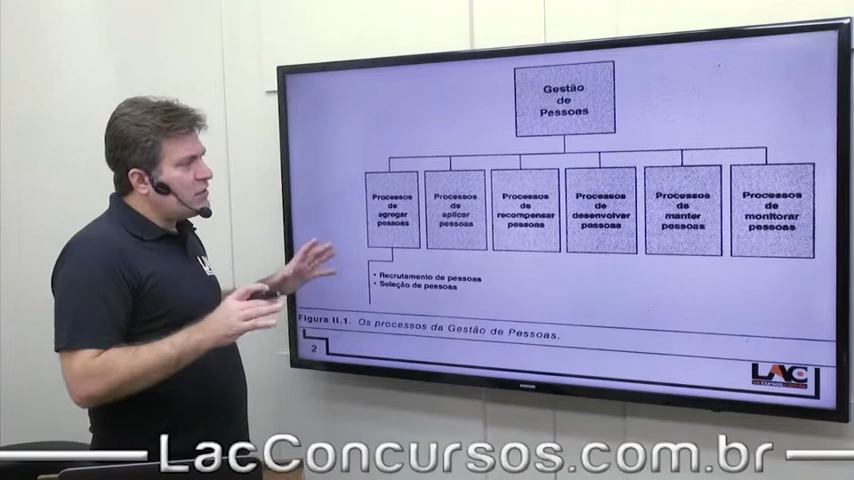 Gestão
de
Pessoas
Processos
de
agregar
pessoas
Processos
de
aplicar
pessoas
Processos
de
recompensar
pessoas
Processos
de
desenvolver
pessoas
Processos
de
manter
pessoas
Processos
de
monitorar
pessoas
• Recrutamento de pessoas
• Seleção de pessoas
Figura II.1. Os processos da Gestão de Pessoas.
2
LAC
LacConcursos.com.br